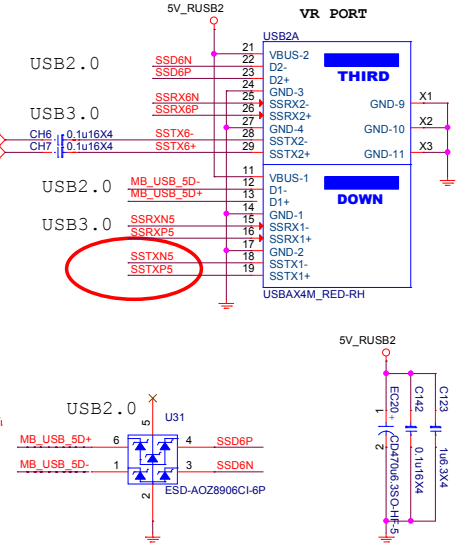 5V_RUSB2
VR PORT
USB2A
USB2.0
SSD6N 22 D2-
SSD6P 23 D2+
21 VBUS-2
THIRD
24 GND-3
USB3.0
SSRX6N 25 SSRX2-
SSRX6P 26 SSRX2+
27 GND-4
CH6 0.1u16X4 SSTX6- 28 SSTX2-
CH7 0.1u16X4 SSTX6+ 29 SSTX2+
GND-9 X1
GND-10 X2
GND-11 X3
11 VBUS-1
USB2.0
MB_USB_5D- 12 D1-
MB_USB_5D+ 13 D1+
DOWN
14 GND-1
USB3.0
SSRXN5 15 SSRX1-
SSRXP5 16 SSRX1+
17 GND-2
SSTXN5 18 SSTX1-
SSTXP5 19 SSTX1+
USBAX4M_RED-RH
5V_RUSB2
USB2.0
5
U31
MB_USB_5D+ 6 4 SSD6P
MB_USB_5D- 1 3 SSD6N
2
ESD-AOZ8906CI-6P
1 + 2
EC20
CD470u6.3SO-HF-5
C142
0.1u16X4
C123
1u6.3X4